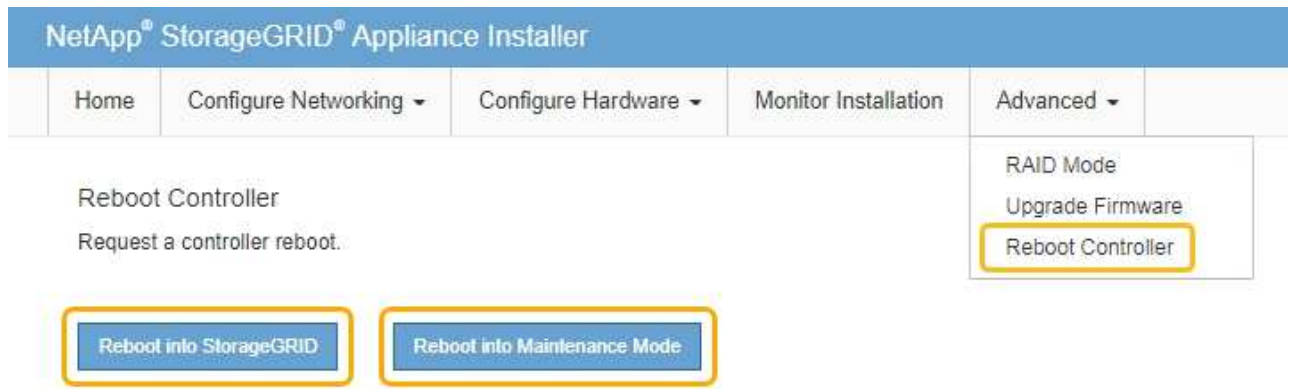 NetApp® StorageGRID® Appliance Installer
Home Configure Networking Configure Hardware Monitor Installation Advanced
RAID Mode
Upgrade Firmware
Reboot Controller
Reboot Controller
Request a controller reboot.
Reboot into StorageGRID Reboot into Maintenance Mode